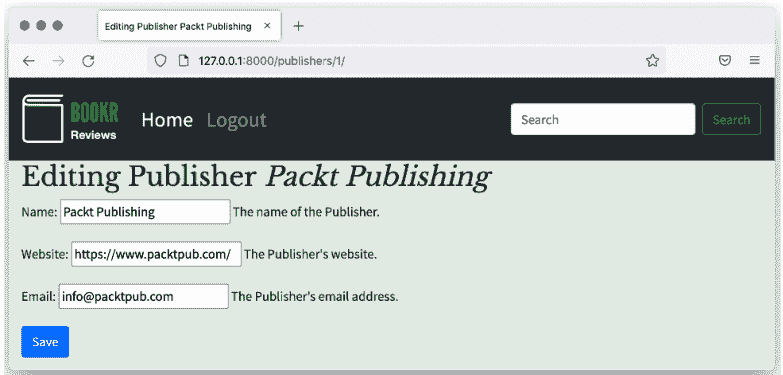 Editing Publisher Packt Publishing × +
127.0.0.1:8000/publishers/1/
BOOKR
Reviews
Home Logout Search Search
Editing Publisher Packt Publishing
Name: Packt Publishing The name of the Publisher.
Website: https://www.packtpub.com/ The Publisher's website.
Email: info@packtpub.com The Publisher's email address.
Save